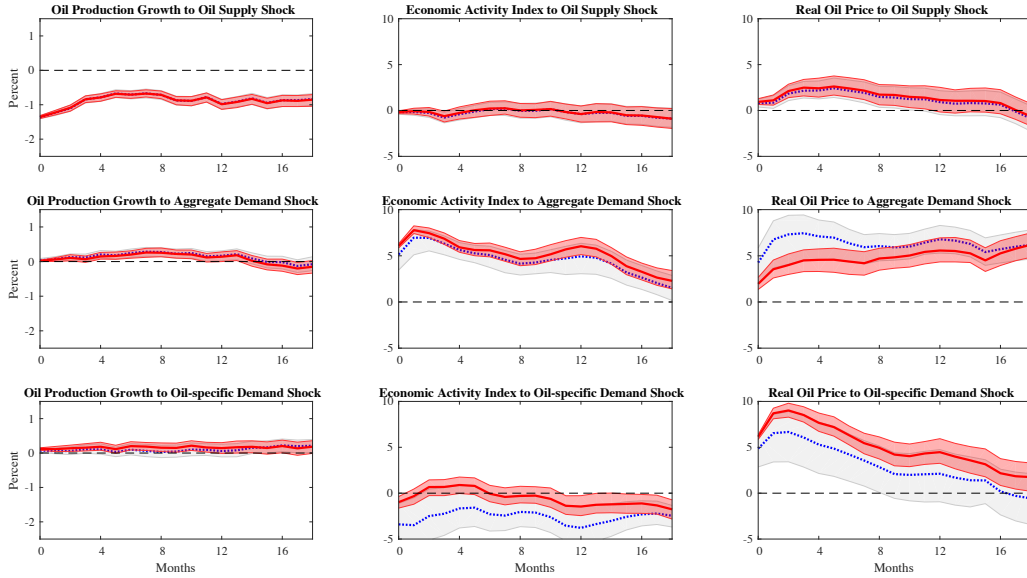 Oil Production Growth to Oil Supply Shock
Economic Activity Index to Oil Supply Shock
Real Oil Price to Oil Supply Shock
Percent
1
0
-1
-2
0 4 8 12 16
10
5
0
-5
0 4 8 12 16
10
5
0
-5
0 4 8 12 16
Oil Production Growth to Aggregate Demand Shock
Economic Activity Index to Aggregate Demand Shock
Real Oil Price to Aggregate Demand Shock
Percent
1
0
-1
-2
0 4 8 12 16
10
5
0
-5
0 4 8 12 16
10
5
0
-5
0 4 8 12 16
Oil Production Growth to Oil-specific Demand Shock
Economic Activity Index to Oil-specific Demand Shock
Real Oil Price to Oil-specific Demand Shock
Percent
1
0
-1
-2
0 4 8 12 16
10
5
0
-5
0 4 8 12 16
10
5
0
-5
0 4 8 12 16
Months
Months
Months